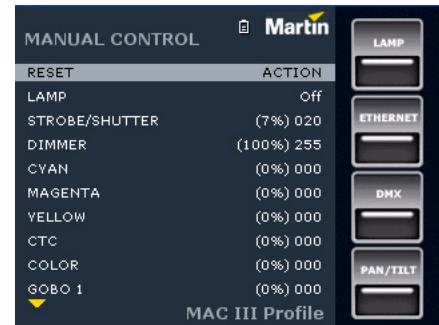 Martin
MANUAL CONTROL
RESET ACTION
LAMP Off
STROBE/SHUTTER (7%) 020
DIMMER (100%) 255
CYAN (0%) 000
MAGENTA (0%) 000
YELLOW (0%) 000
CTC (0%) 000
COLOR (0%) 000
GOBO 1 (0%) 000
MAC III Profile
LAMP
ETHERNET
DMX
PAN/TILT